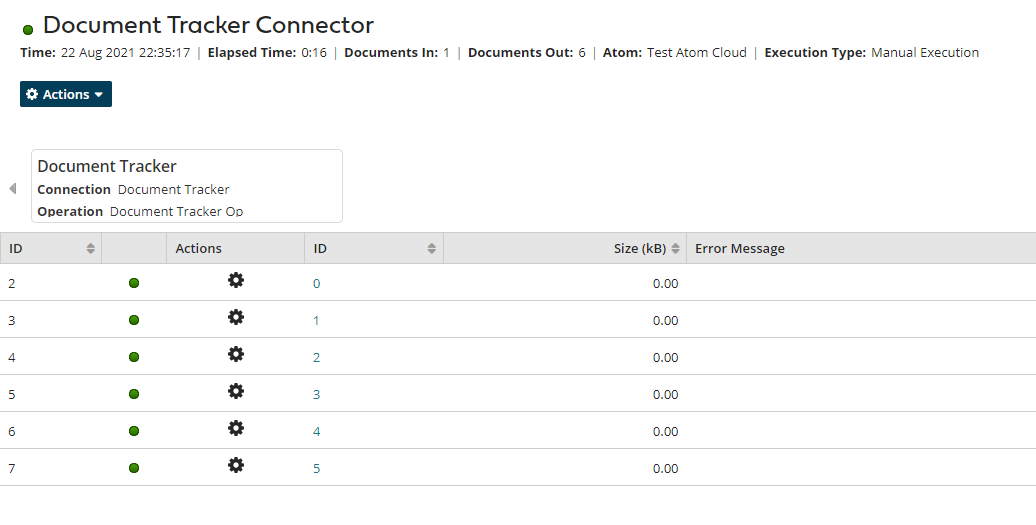 Document Tracker Connector
Time: 22 Aug 2021 22:35:17 | Elapsed Time: 0:16 | Documents In: 1 | Documents Out: 6 | Atom: Test Atom Cloud | Execution Type: Manual Execution
Actions
Document Tracker
Connection Document Tracker
Operation Document Tracker Op
ID Actions ID Size (kB) Error Message
2 0 0.00
3 1 0.00
4 2 0.00
5 3 0.00
6 4 0.00
7 5 0.00